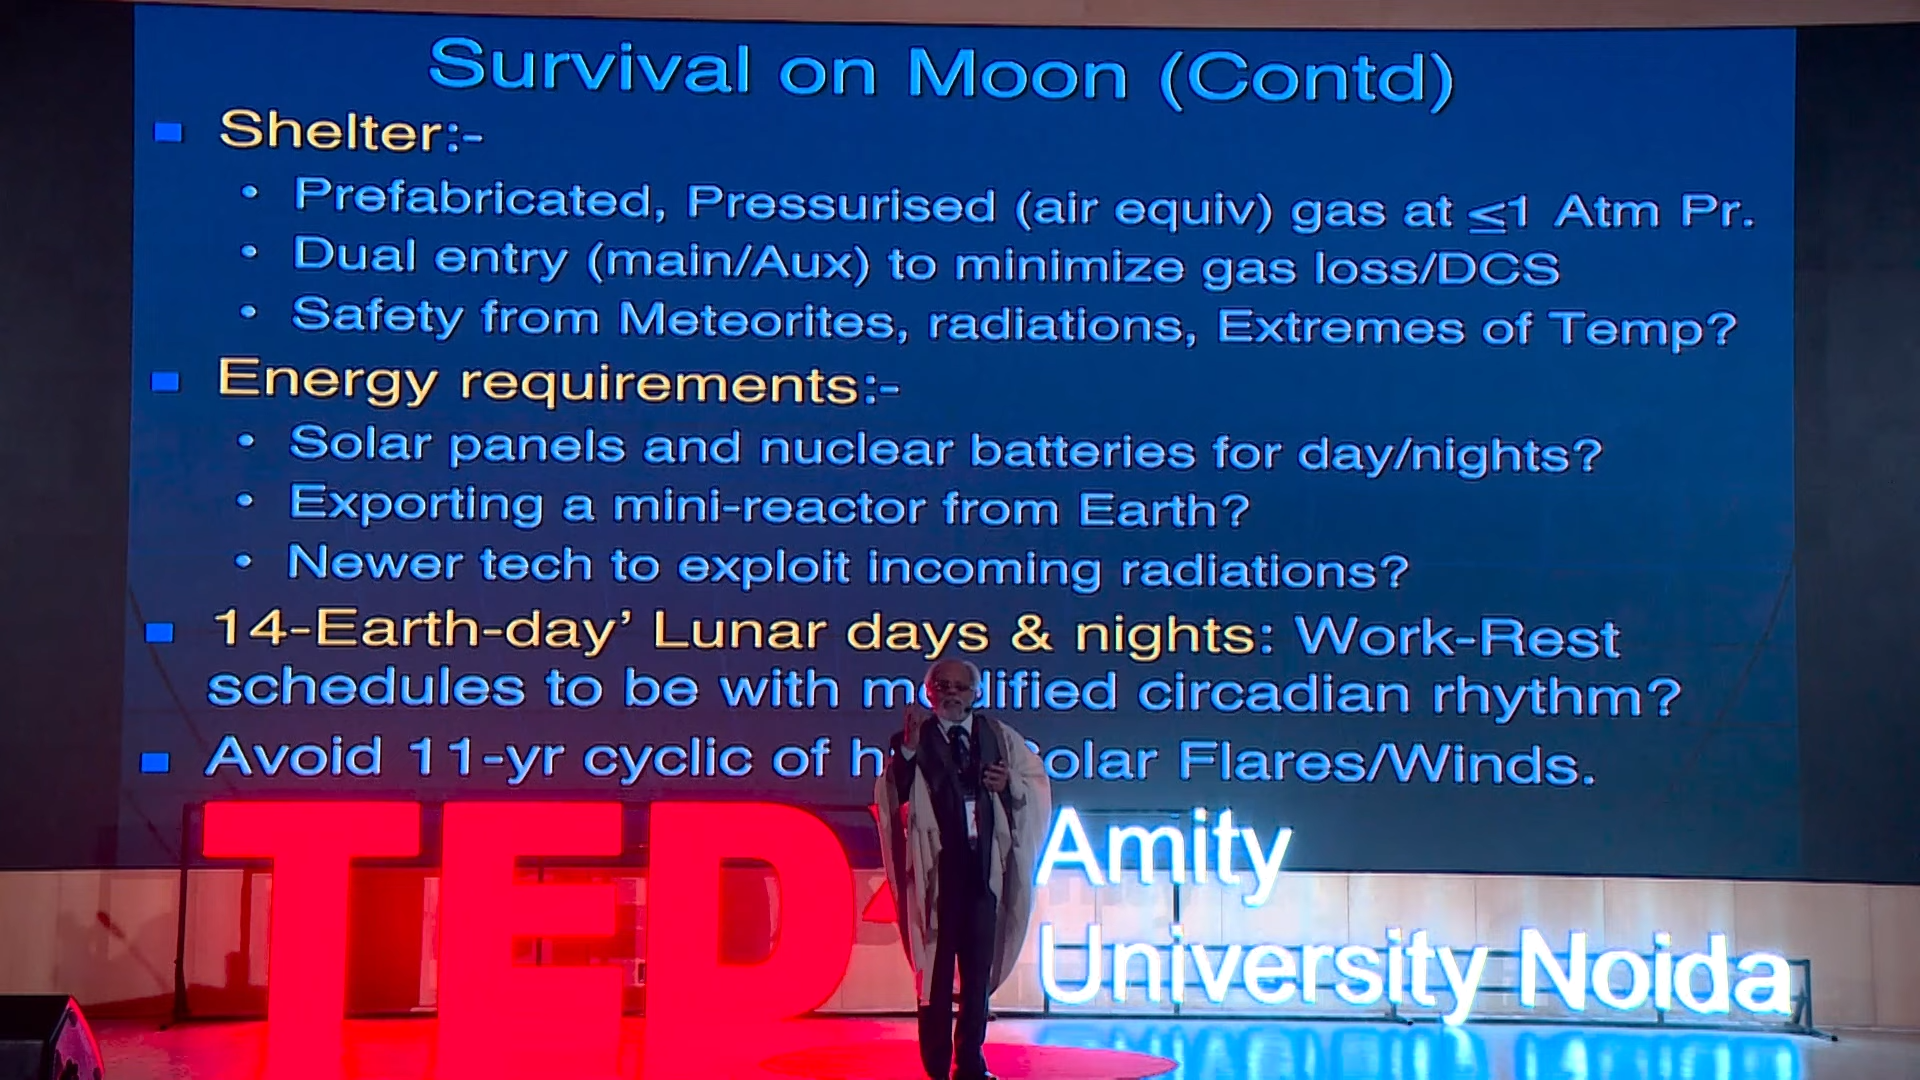 Survival on Moon (Contd)
Shelter:-
• Prefabricated, Pressurised (air equiv) gas at ≤1 Atm Pr.
• Dual entry (main/Aux) to minimize gas loss/DCS
• Safety from Meteorites, radiations, Extremes of Temp?
Energy requirements:-
• Solar panels and nuclear batteries for day/nights?
• Exporting a mini-reactor from Earth?
• Newer tech to exploit incoming radiations?
14-Earth-day’ Lunar days & nights: Work-Rest
schedules to be with modified circadian rhythm?
Avoid 11-yr cyclic of olar Flares/Winds.
TED
Amity
University Noida